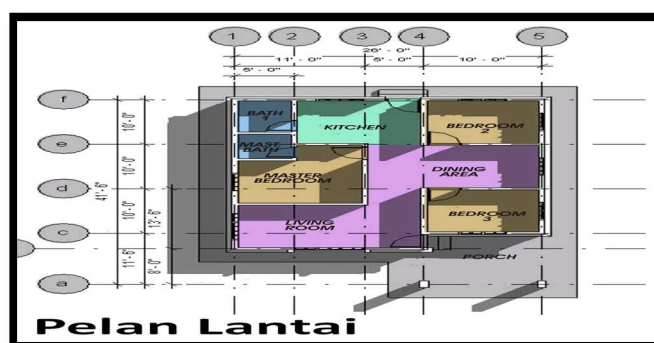 1 2 3 4 5
26'- 0"
11'- 0" 5'- 0" 10'- 0"
5'- 0"
f
BATH 1
KITCHEN
BEDROOM 2
10'- 0"
e
MAST. BATH
10'- 0"
MASTER BEDROOM
DINING AREA
d
41'- 6"
10'- 0"
13'- 6"
LIVING ROOM
BEDROOM 3
c
PORCH
11'- 6"
8'- 0"
a
Pelan Lantai